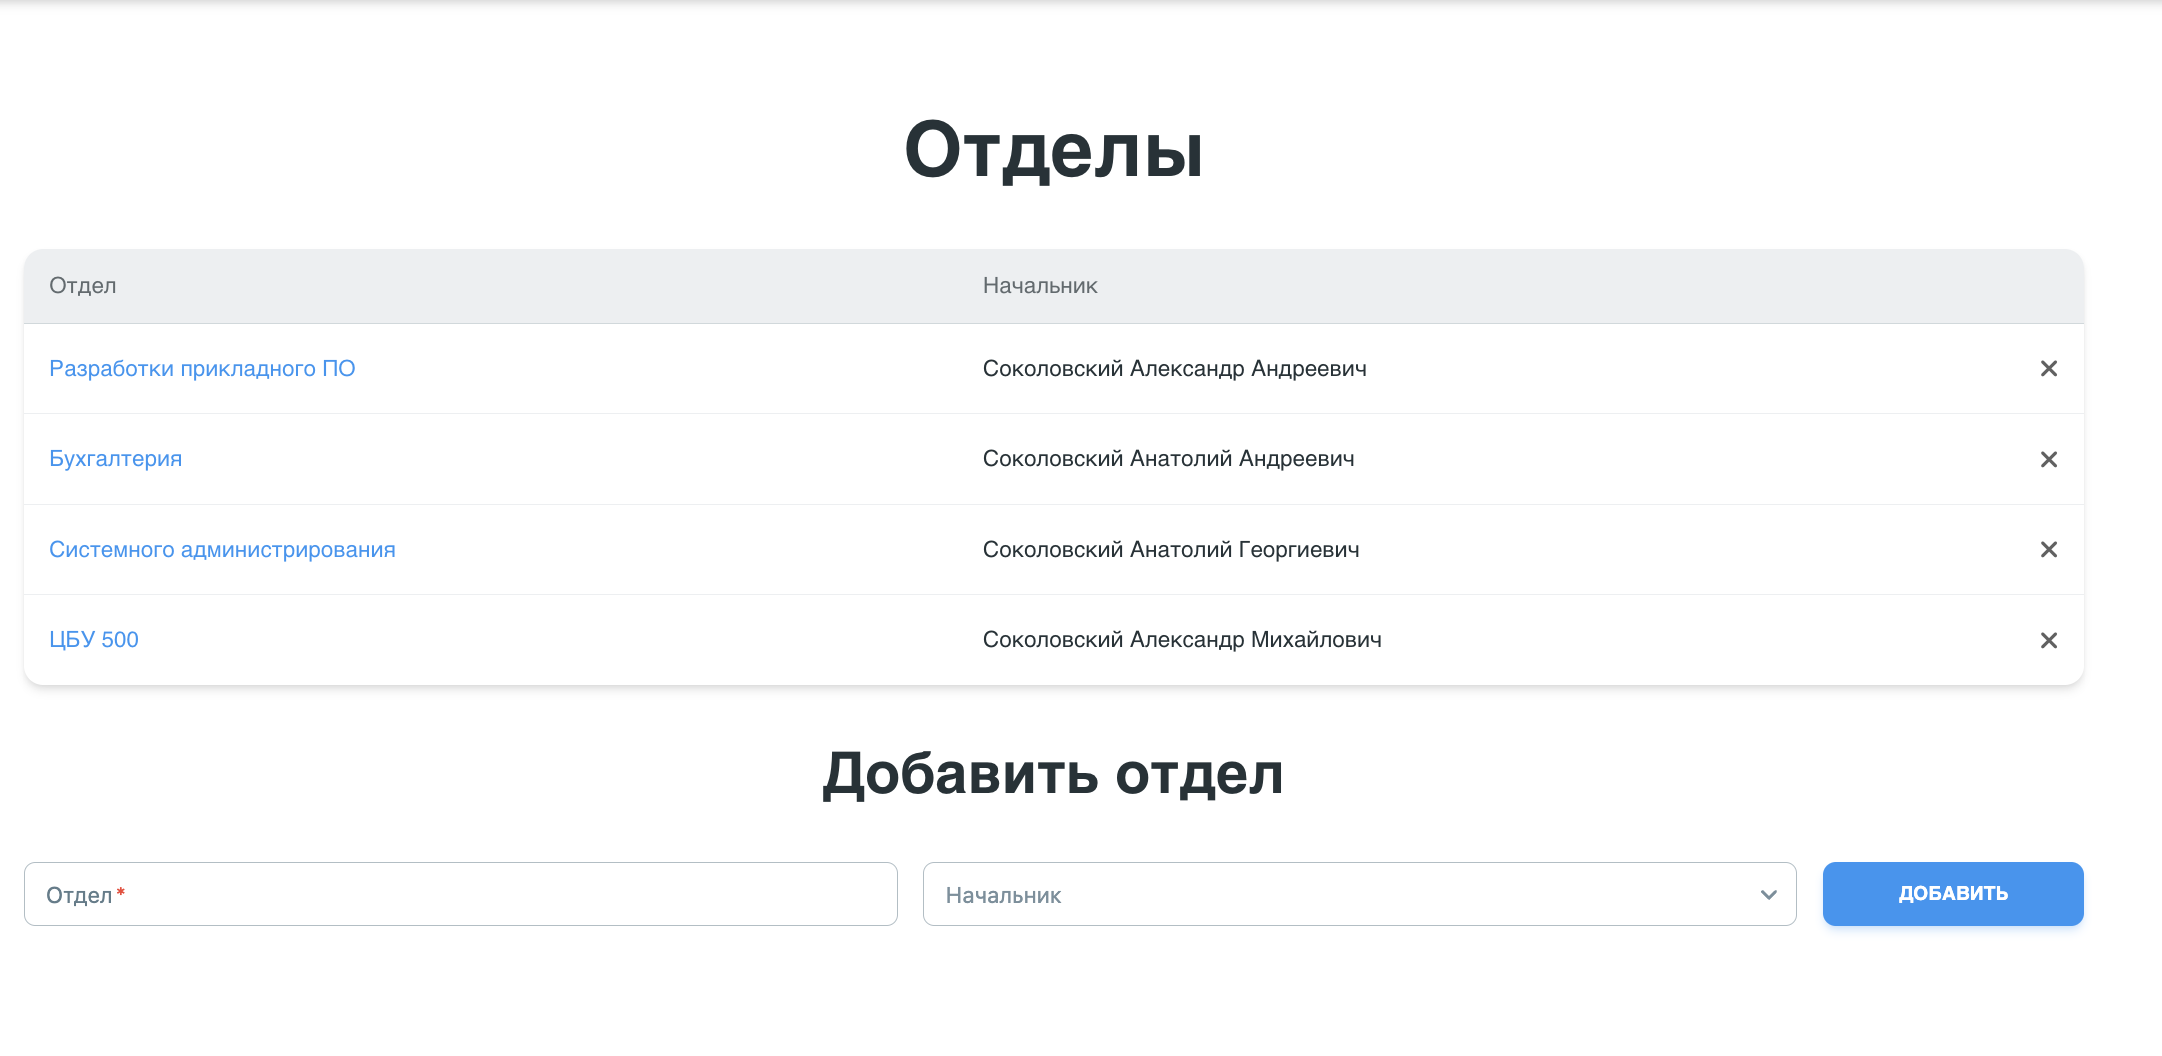 Отделы
Отдел Начальник
Разработки прикладного ПО Соколовский Александр Андреевич
Бухгалтерия Соколовский Анатолий Андреевич
Системного администрирования Соколовский Анатолий Георгиевич
ЦБУ 500 Соколовский Александр Михайлович
Добавить отдел
Отдел* Начальник ДОБАВИТЬ